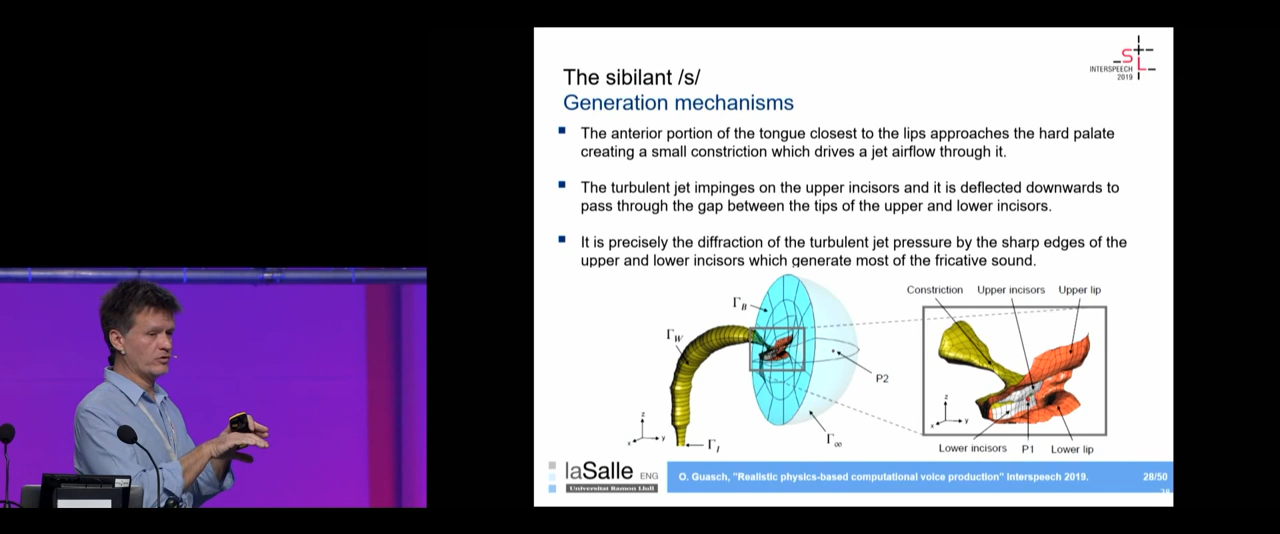 S
INTERSPEECH L
2019
The sibilant /s/
Generation mechanisms
The anterior portion of the tongue closest to the lips approaches the hard palate
creating a small constriction which drives a jet airflow through it.
The turbulent jet impinges on the upper incisors and it is deflected downwards to
pass through the gap between the tips of the upper and lower incisors.
It is precisely the diffraction of the turbulent jet pressure by the sharp edges of the
upper and lower incisors which generate most of the fricative sound.
Constriction Upper incisors Upper lip
Γ_B
Γ_W
P2
z
x y
Γ_I
Γ_∞
z
x y
Lower incisors P1 Lower lip
laSalle ENG
Universitat Ramon Llull
O. Guasch, "Realistic physics-based computational voice production" Interspeech 2019.
28/50
28